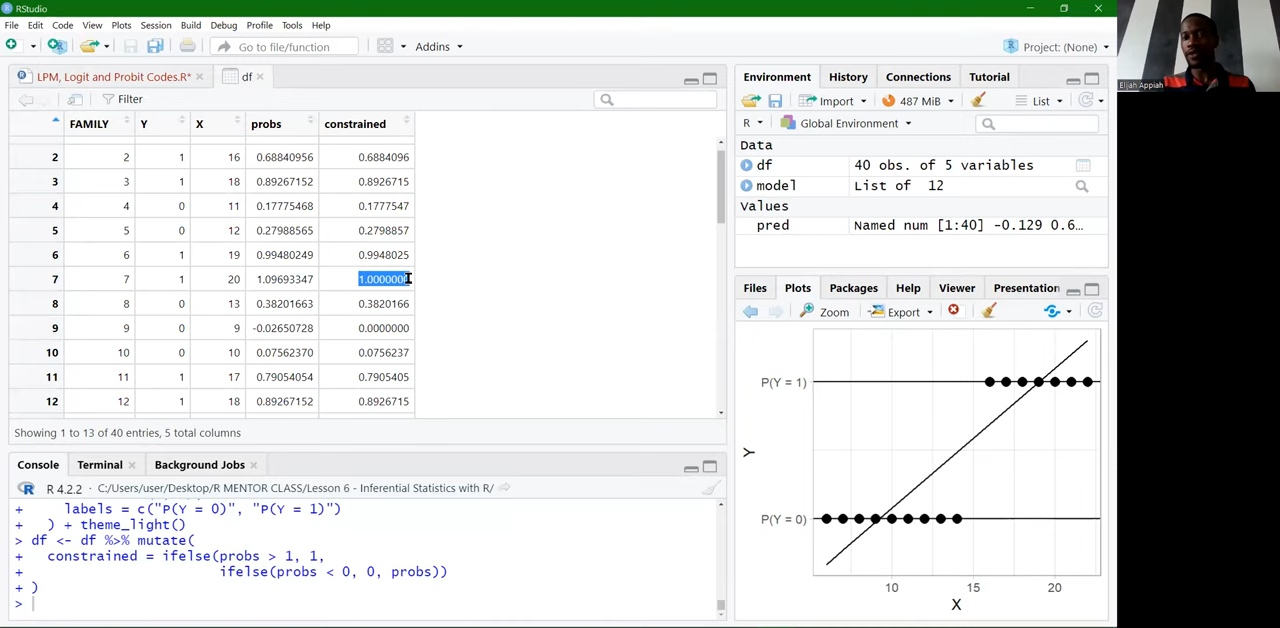 RStudio
File Edit Code View Plots Session Build Debug Profile Tools Help
Go to file/function Addins Project: (None)
LPM, Logit and Probit Codes.R* df
Filter
FAMILY Y X probs constrained
2 2 1 16 0.68840956 0.6884096
3 3 1 18 0.89267152 0.8926715
4 4 0 11 0.17775468 0.1777547
5 5 0 12 0.27988565 0.2798857
6 6 1 19 0.99480249 0.9948025
7 7 1 20 1.09693347 1.0000000
8 8 0 13 0.38201663 0.3820166
9 9 0 9 -0.02650728 0.0000000
10 10 0 10 0.07562370 0.0756237
11 11 1 17 0.79054054 0.7905405
12 12 1 18 0.89267152 0.8926715
Showing 1 to 13 of 40 entries, 5 total columns
Console Terminal Background Jobs
R 4.2.2 · C:/Users/user/Desktop/R MENTOR CLASS/Lesson 6 - Inferential Statistics with R/
+ labels = c("P(Y = 0)", "P(Y = 1)")
+ ) + theme_light()
> df <- df %>% mutate(
+ constrained = ifelse(probs > 1, 1,
+ ifelse(probs < 0, 0, probs))
+ )
>
Environment History Connections Tutorial
Import 487 MiB List
R Global Environment
Data
df 40 obs. of 5 variables
model List of 12
Values
pred Named num [1:40] -0.129 0.6…
Files Plots Packages Help Viewer Presentation
Zoom Export
P(Y = 1)
Y
P(Y = 0)
10 15 20
X
Elijah Appiah